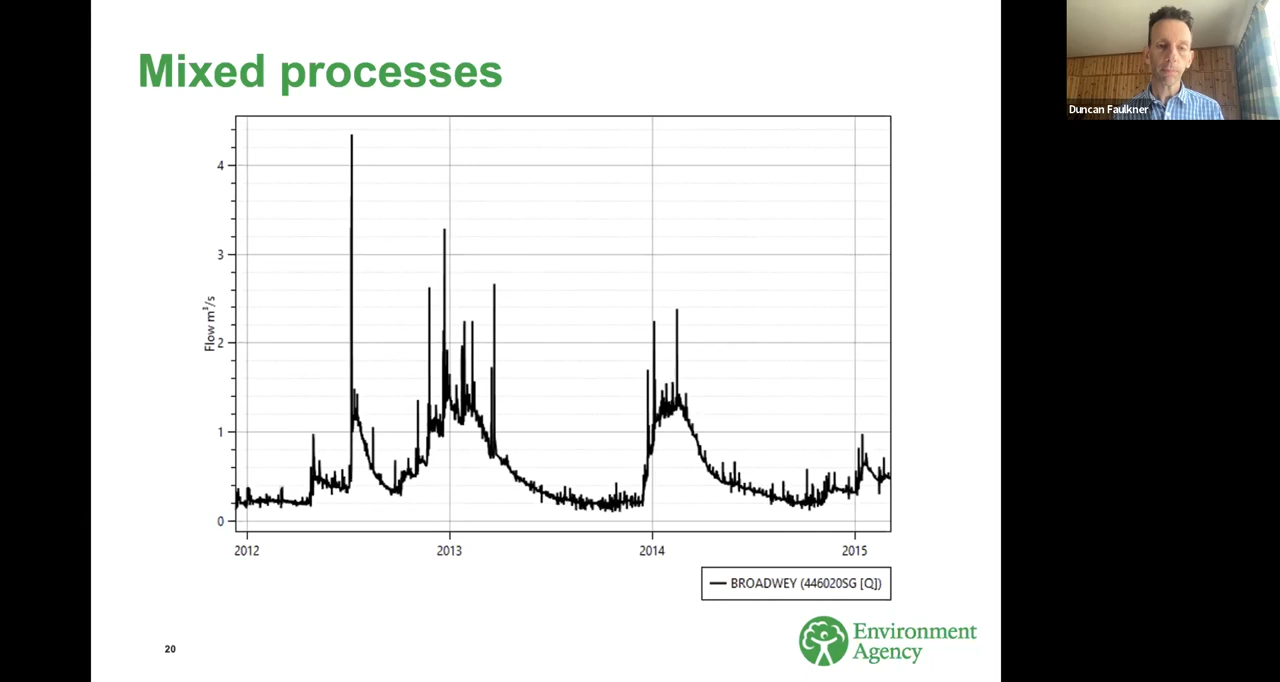 Mixed processes
Duncan Faulkner
4
3
2
1
0
Flow m³/s
2012
2013
2014
2015
BROADWEY (446020SG [Q])
20
Environment
Agency